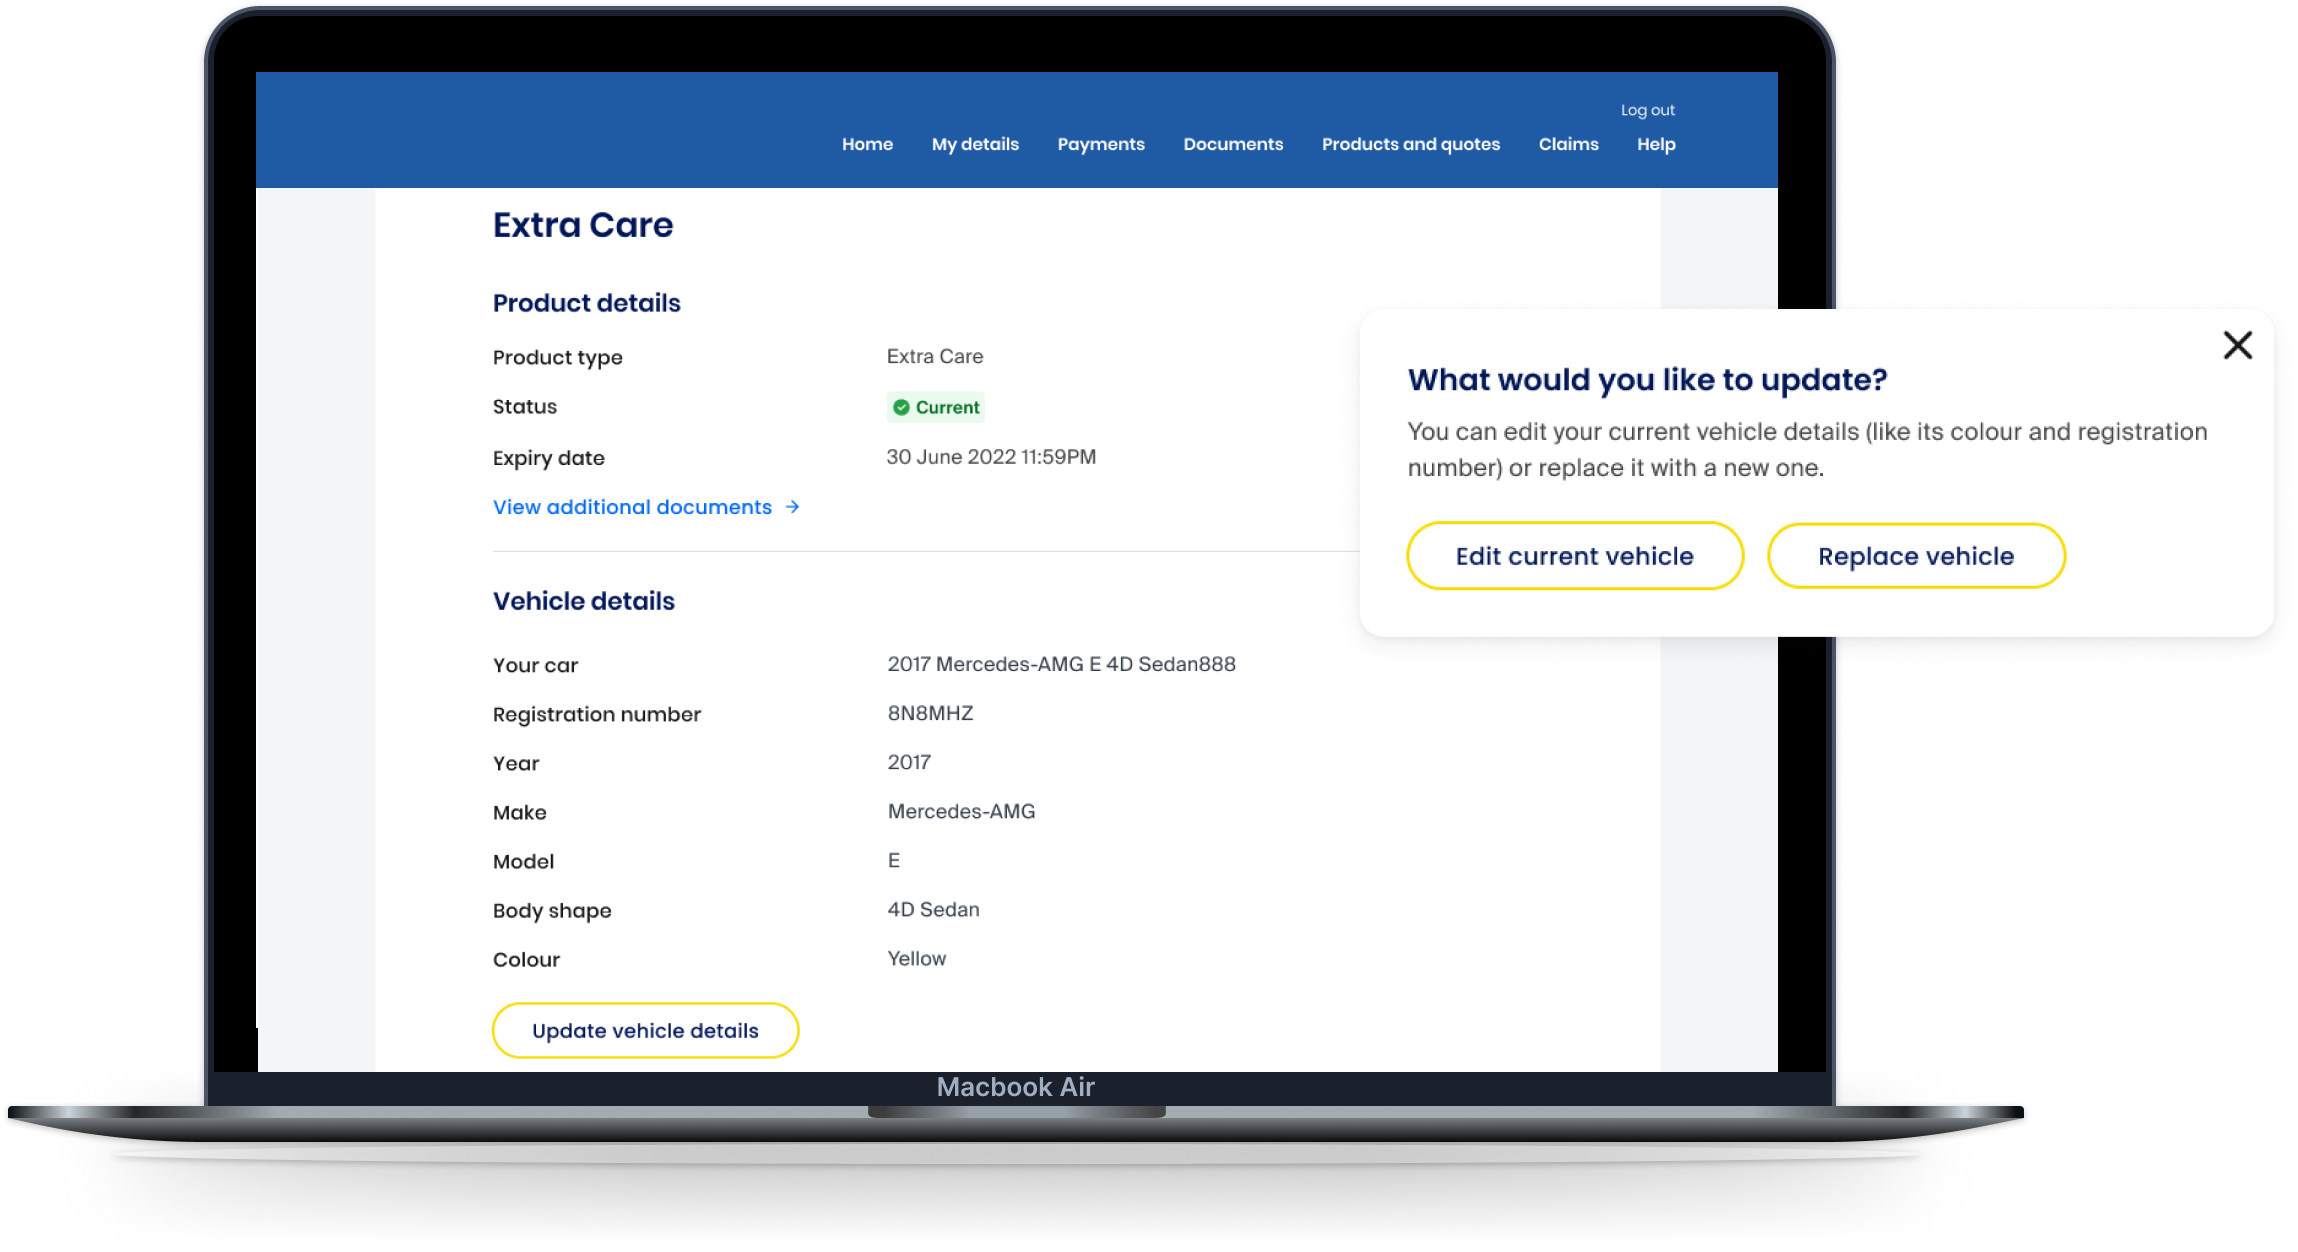 Log out
Home My details Payments Documents Products and quotes Claims Help
Extra Care
Product details
Product type Extra Care
Status Current
Expiry date 30 June 2022 11:59PM
View additional documents →
Vehicle details
Your car 2017 Mercedes-AMG E 4D Sedan888
Registration number 8N8MHZ
Year 2017
Make Mercedes-AMG
Model E
Body shape 4D Sedan
Colour Yellow
Update vehicle details
What would you like to update?
You can edit your current vehicle details (like its colour and registration
number) or replace it with a new one.
Edit current vehicle Replace vehicle
Macbook Air